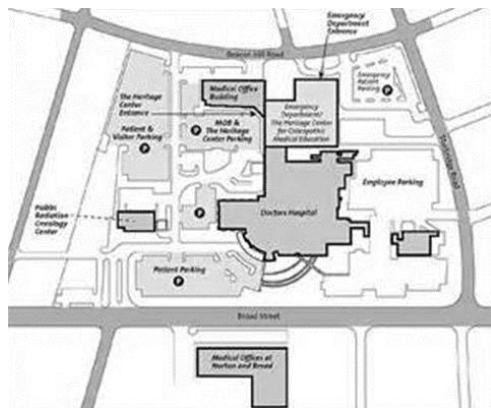 Emergency
Department
Entrance
Beacon Hill Road
Medical Office
Building
Emergency
Patient
Parking
P
The Heritage
Center
Entrance
Emergency
Department/
The Heritage Center
for Osteopathic
Medical Education
MOB &
The Heritage
Center Parking
P
Patient &
Visitor Parking
P
Road
Employee Parking
Radiation
Oncology
Center
P
Doctors Hospital
Patient Parking
P
Broad Street
Medical Offices at
Norton and Broad